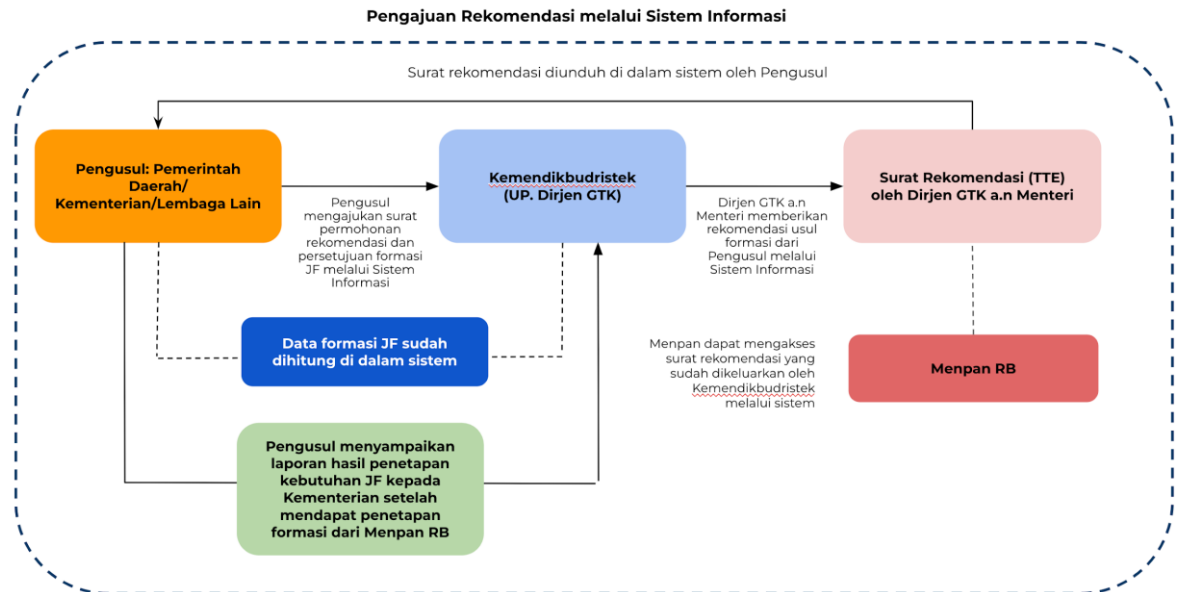 Pengajuan Rekomendasi melalui Sistem Informasi
Surat rekomendasi diunduh di dalam sistem oleh Pengusul
Pengusul: Pemerintah
Daerah/
Kementerian/Lembaga Lain
Pengusul
mengajukan surat
permohonan
rekomendasi dan
persetujuan formasi
JF melalui Sistem
Informasi
Kemendikbudristek
(UP. Dirjen GTK)
Dirjen GTK a.n
Menteri memberikan
rekomendasi usul
formasi dari
Pengusul melalui
Sistem Informasi
Surat Rekomendasi (TTE)
oleh Dirjen GTK a.n Menteri
Data formasi JF sudah
dihitung di dalam sistem
Menpan dapat mengakses
surat rekomendasi yang
sudah dikeluarkan oleh
Kemendikbudristek
melalui sistem
Menpan RB
Pengusul menyampaikan
laporan hasil penetapan
kebutuhan JF kepada
Kementerian setelah
mendapat penetapan
formasi dari Menpan RB